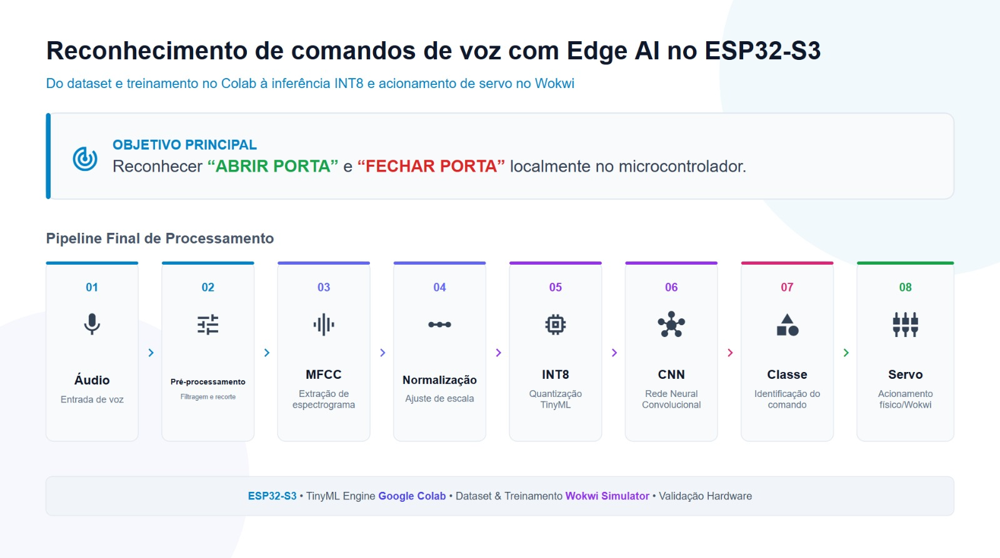 Reconhecimento de comandos de voz com Edge AI no ESP32-S3
Do dataset e treinamento no Colab à inferência INT8 e acionamento de servo no Wokwi
OBJETIVO PRINCIPAL
Reconhecer “ABRIR PORTA” e “FECHAR PORTA” localmente no microcontrolador.
Pipeline Final de Processamento
01
Áudio
Entrada de voz
02
Pré-processamento
Filtragem e recorte
03
MFCC
Extração de
espectrograma
04
Normalização
Ajuste de escala
05
INT8
Quantização
TinyML
06
CNN
Rede Neural
Convolucional
07
Classe
Identificação do
comando
08
Servo
Acionamento
físico/Wokwi
ESP32-S3 • TinyML Engine Google Colab • Dataset & Treinamento Wokwi Simulator • Validação Hardware